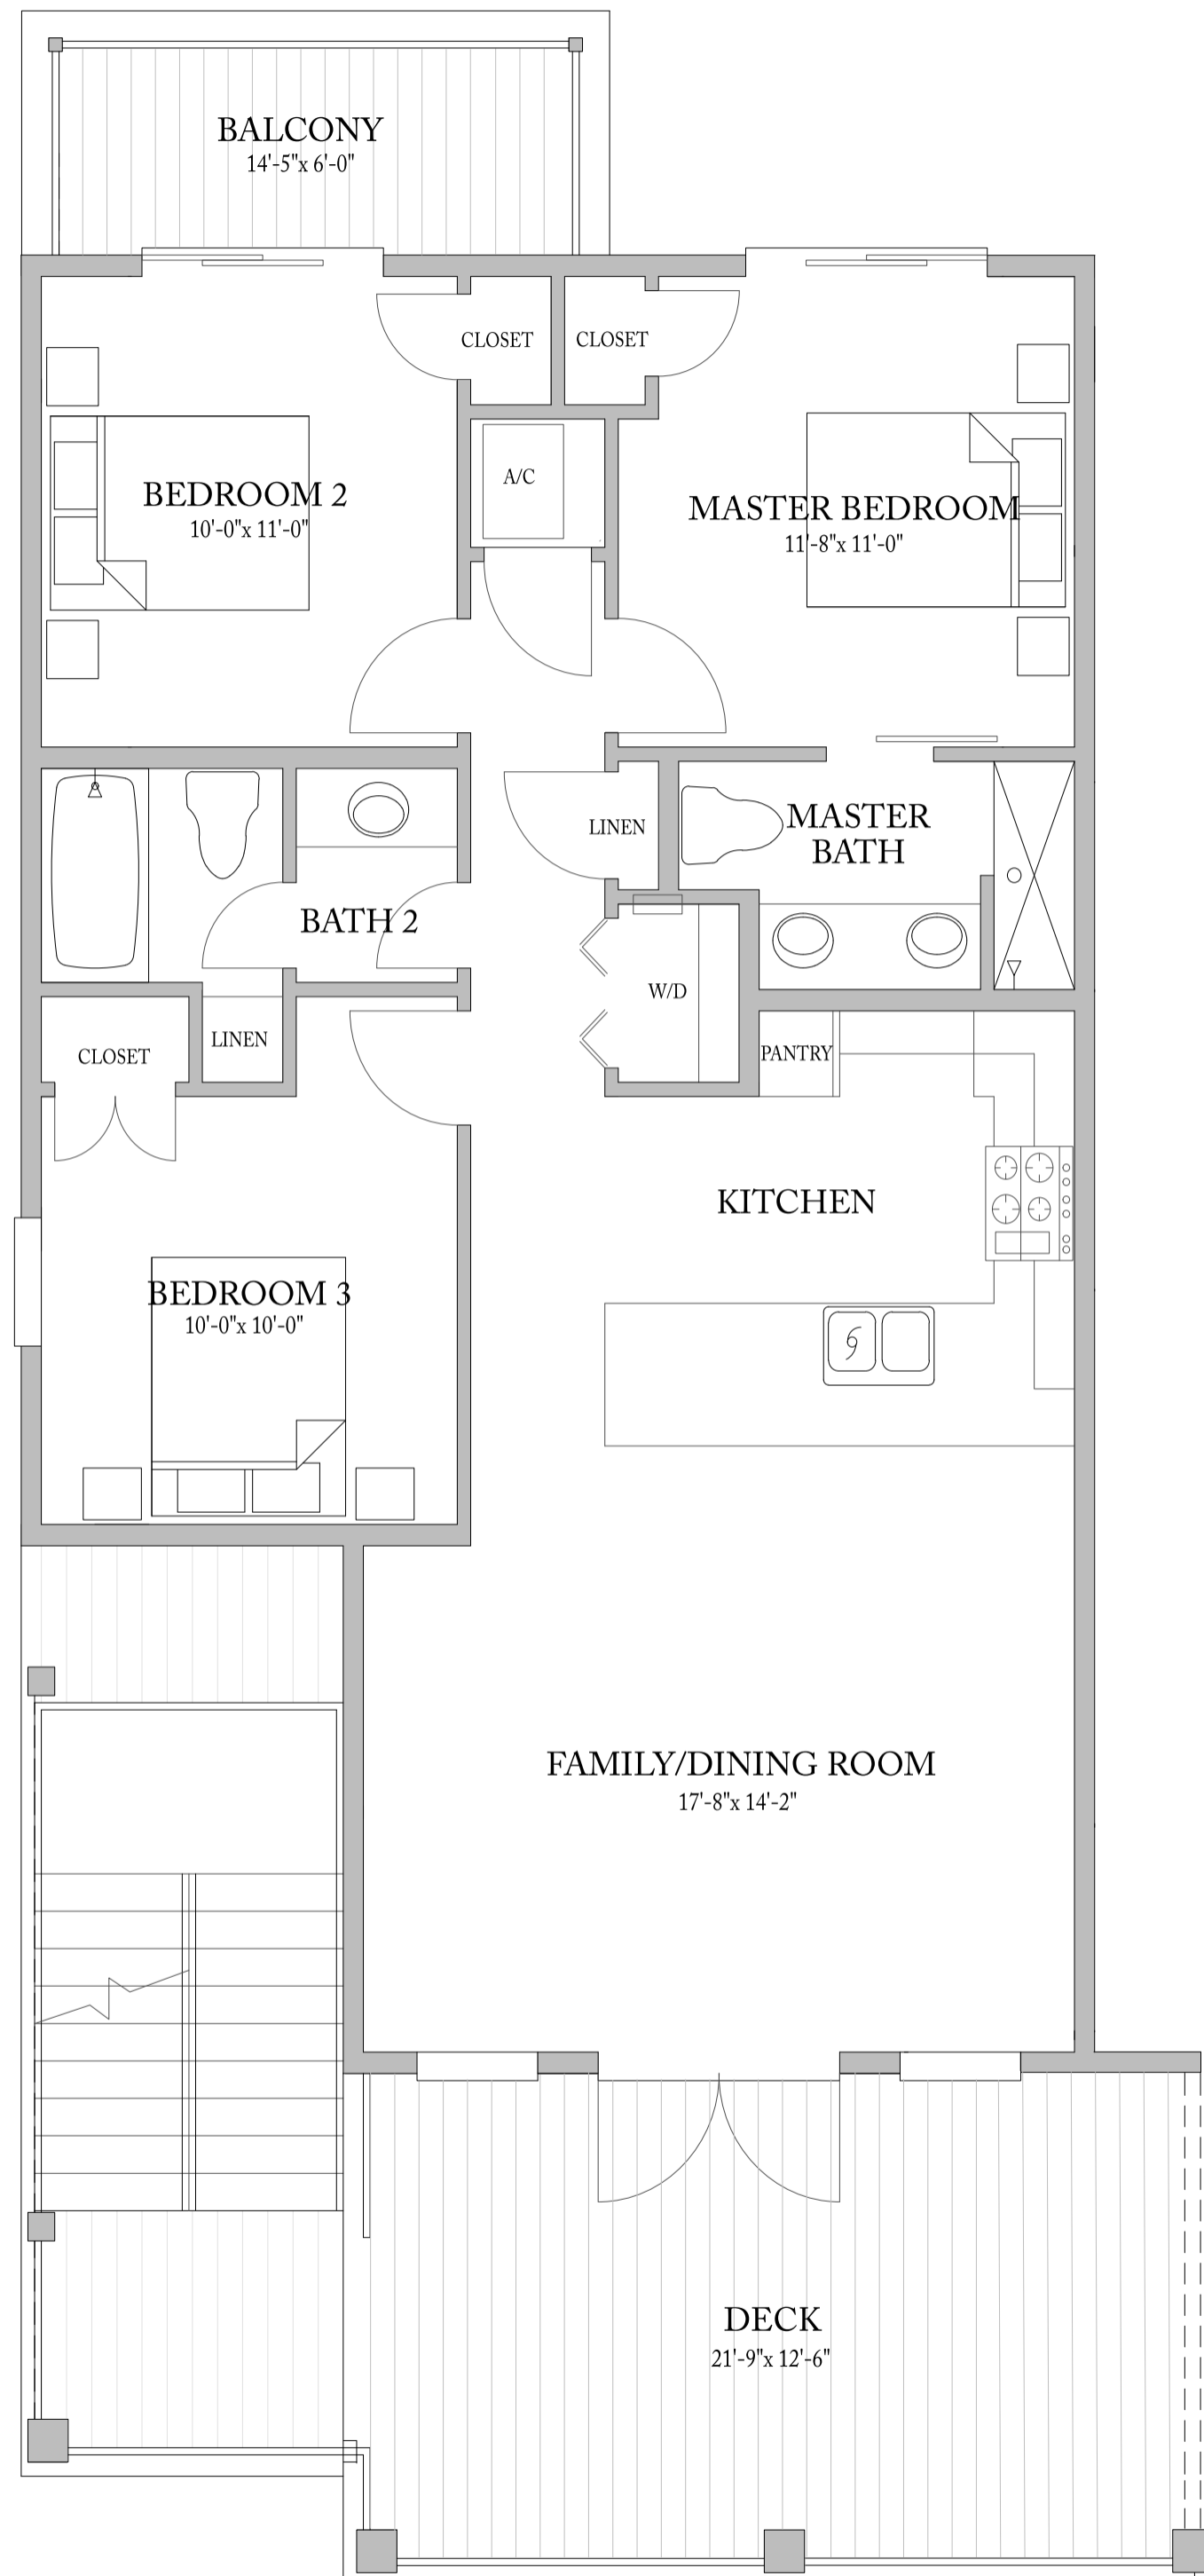 BALCONY
14'-5"x 6'-0"
CLOSET
CLOSET
A/C
BEDROOM 2
10'-0"x 11'-0"
MASTER BEDROOM
11'-8"x 11'-0"
LINEN
MASTER
BATH
BATH 2
W/D
LINEN
CLOSET
PANTRY
KITCHEN
BEDROOM 3
10'-0"x 10'-0"
FAMILY/DINING ROOM
17'-8"x 14'-2"
DECK
21'-9"x 12'-6"